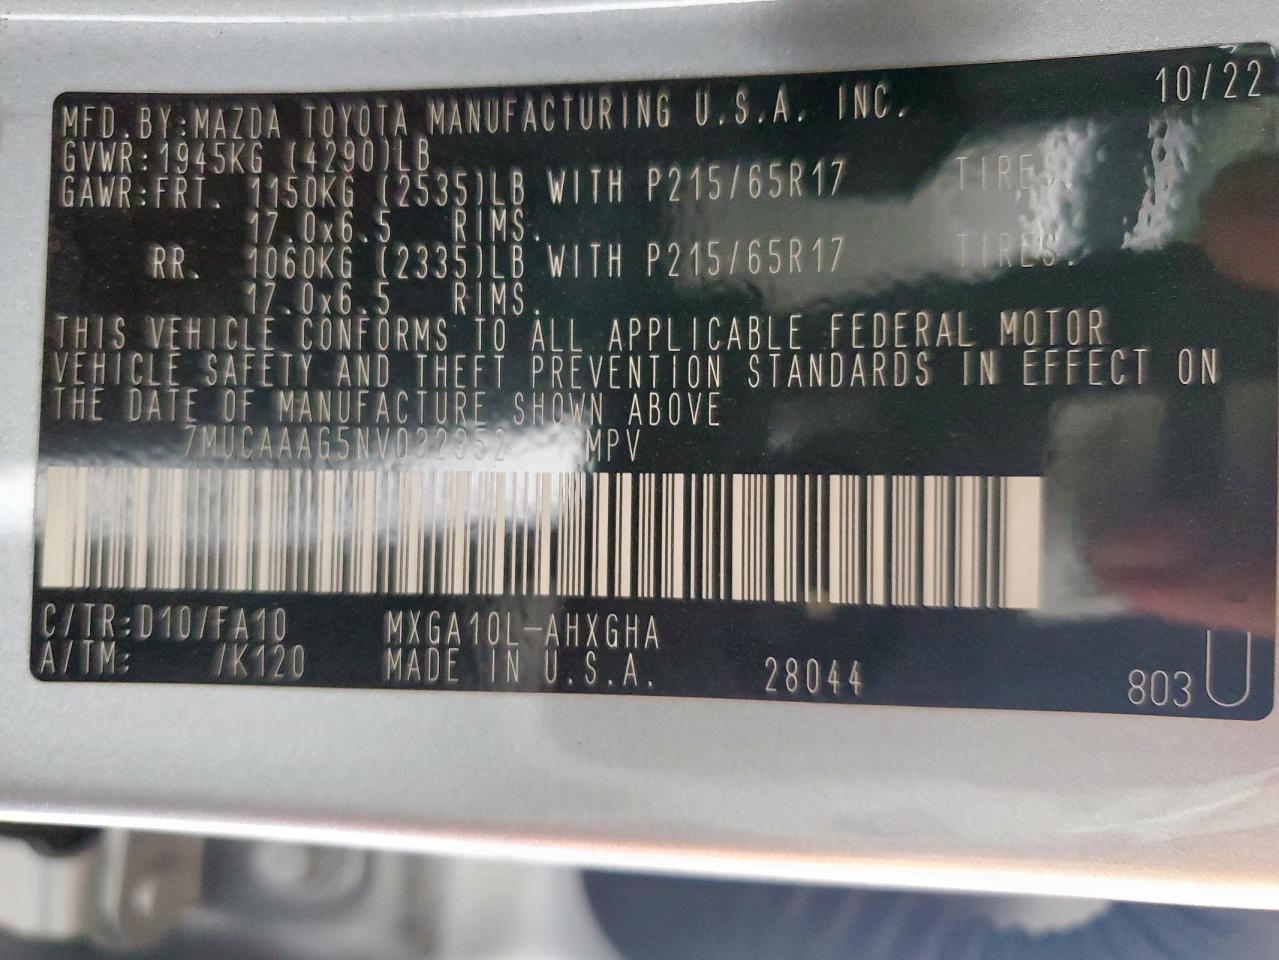 10/22
MFD.BY:MAZDA TOYOTA MANUFACTURING U.S.A. INC.
GVWR:1945KG (4290)LB
GAWR:FRT. 1150KG (2535)LB WITH P215/65R17 TIRES.
17.0x6.5 RIMS.
RR. 1060KG (2335)LB WITH P215/65R17 TIRES.
17.0x6.5 RIMS.
THIS VEHICLE CONFORMS TO ALL APPLICABLE FEDERAL MOTOR
VEHICLE SAFETY AND THEFT PREVENTION STANDARDS IN EFFECT ON
THE DATE OF MANUFACTURE SHOWN ABOVE
7MUCAAAG5NV032352 MPV
C/TR:D10/FA10 MXGA10L-AHXGHA
A/TM: /K120 MADE IN U.S.A. 28044 803 U